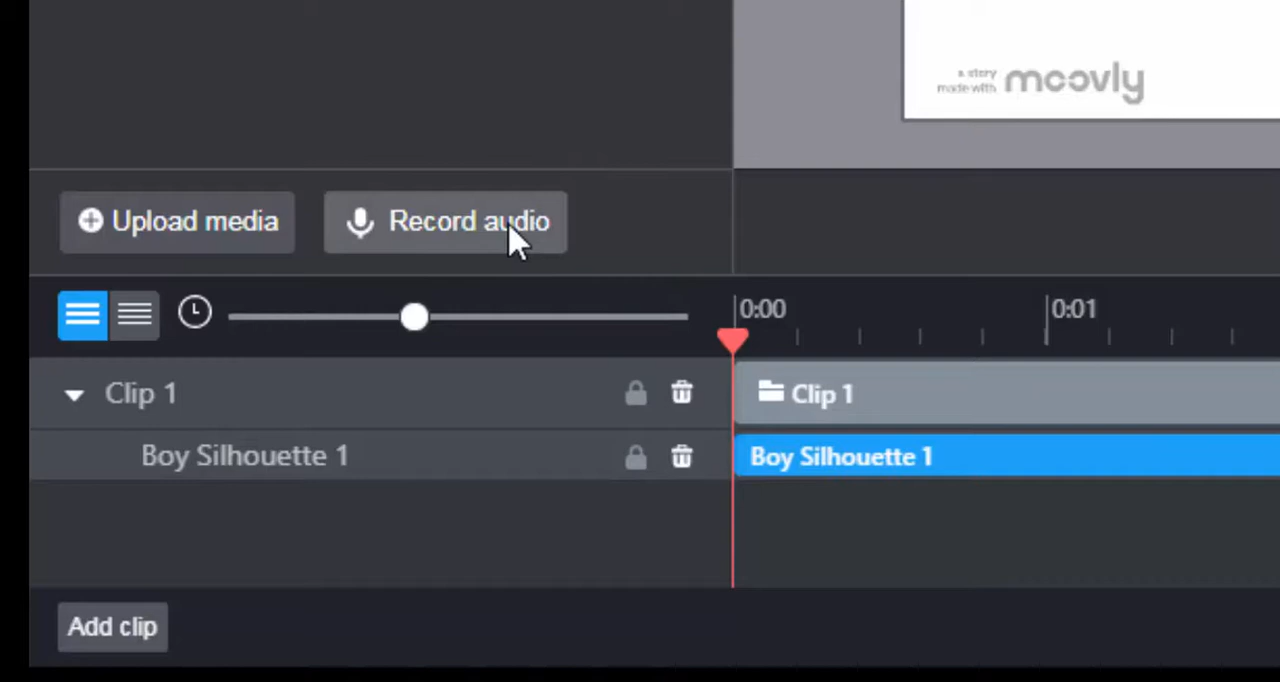 a story
made with moovly
Upload media
Record audio
0:00
0:01
Clip 1
Clip 1
Boy Silhouette 1
Boy Silhouette 1
Add clip